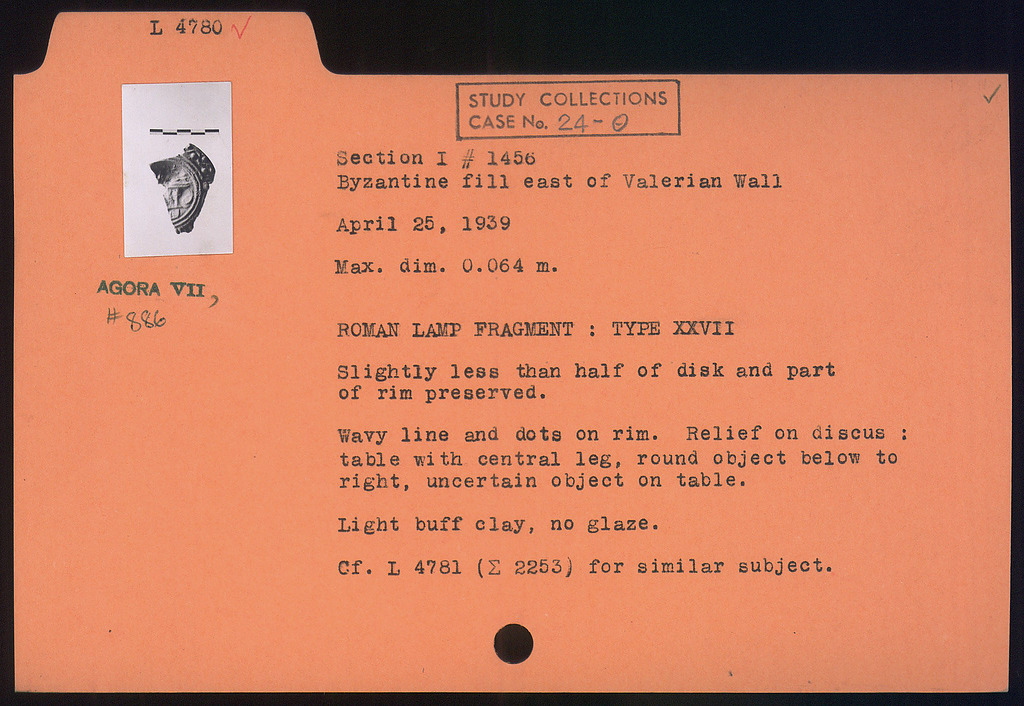 L 4780
STUDY COLLECTIONS
CASE No. 24-Θ
AGORA VII,
#886
Section I # 1456
Byzantine fill east of Valerian Wall
April 25, 1939
Max. dim. 0.064 m.
ROMAN LAMP FRAGMENT : TYPE XXVII
Slightly less than half of disk and part
of rim preserved.
Wavy line and dots on rim. Relief on discus :
table with central leg, round object below to
right, uncertain object on table.
Light buff clay, no glaze.
Cf. L 4781 (Σ 2253) for similar subject.